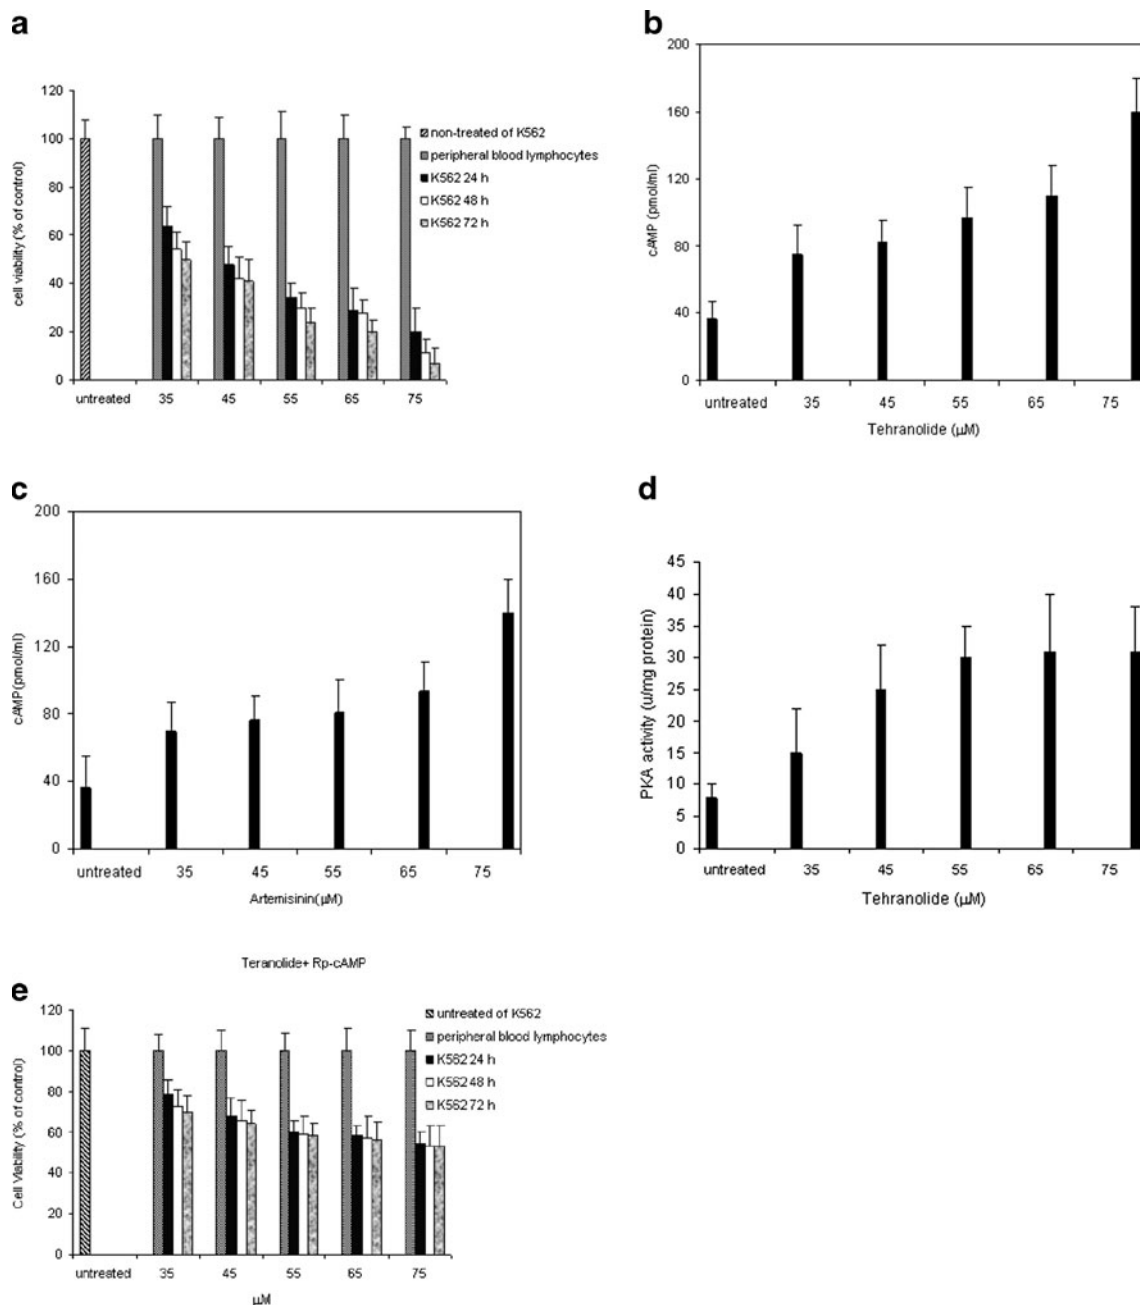 a
120
100
80
60
40
20
0
cell viability (% of control)
untreated 35 45 55 65 75
non-treated of K562
peripheral blood lymphocytes
K562 24 h
K562 48 h
K562 72 h
b
200
160
120
80
40
0
cAMP (pmol/ml)
untreated 35 45 55 65 75
Tehranolide (μM)
c
200
160
120
80
40
0
cAMP(pmol/ml)
untreated 35 45 55 65 75
Artemisinin(μM)
d
45
40
35
30
25
20
15
10
5
0
PKA activity (u/mg protein)
untreated 35 45 55 65 75
Tehranolide (μM)
Teranolide+ Rp-cAMP
e
120
100
80
60
40
20
0
Cell Viability (% of control)
untreated 35 45 55 65 75
μM
untreated of K562
peripheral blood lymphocytes
K562 24 h
K562 48 h
K562 72 h